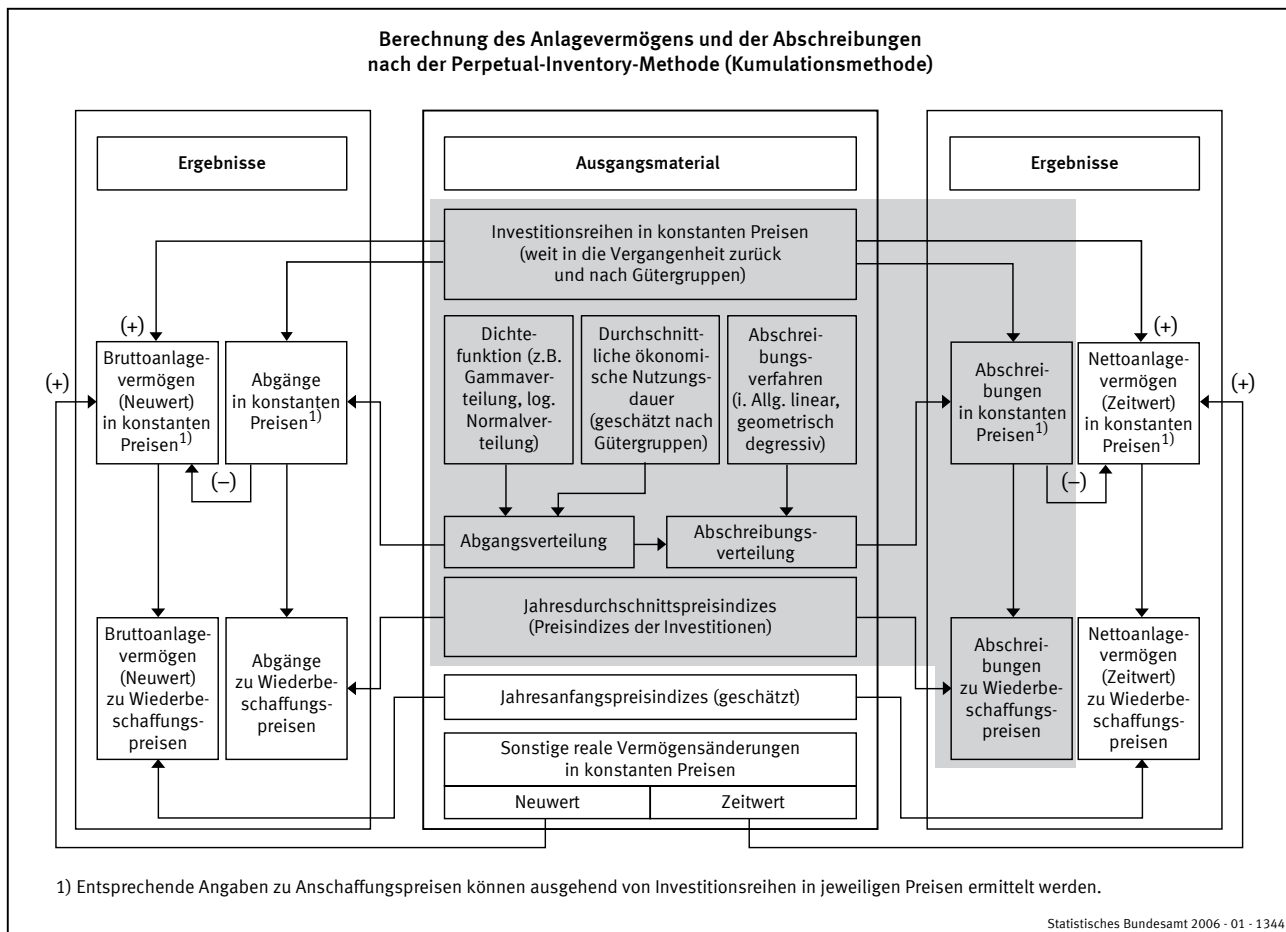 Berechnung des Anlagevermögens und der Abschreibungen
nach der Perpetual-Inventory-Methode (Kumulationsmethode)
Ergebnisse
Ausgangsmaterial
Ergebnisse
Investitionsreihen in konstanten Preisen
(weit in die Vergangenheit zurück
und nach Gütergruppen)
(+)
(+)
Bruttoanlage-
vermögen
(Neuwert)
in konstanten
Preisen1)
(+)
Abgänge
in konstanten
Preisen1)
(–)
Dichte-
funktion (z.B.
Gammaver-
teilung, log.
Normalver-
teilung)
Durchschnitt-
liche ökonomi-
sche Nutzungs-
dauer
(geschätzt nach
Gütergruppen)
Abschrei-
bungs-
verfahren
(i. Allg. linear,
geometrisch
degressiv)
Abschrei-
bungen
in konstanten
Preisen1)
(–)
Nettoanlage-
vermögen
(Zeitwert)
in konstanten
Preisen1)
(+)
Abgangsverteilung
Abschreibungs-
verteilung
Jahresdurchschnittspreisindizes
(Preisindizes der Investitionen)
Bruttoanlage-
vermögen
(Neuwert)
zu Wiederbe-
schaffungs-
preisen
Abgänge
zu Wiederbe-
schaffungs-
preisen
Abschrei-
bungen
zu Wiederbe-
schaffungs-
preisen
Nettoanlage-
vermögen
(Zeitwert)
zu Wiederbe-
schaffungs-
preisen
Jahresanfangspreisindizes (geschätzt)
Sonstige reale Vermögensänderungen
in konstanten Preisen
Neuwert
Zeitwert
1) Entsprechende Angaben zu Anschaffungspreisen können ausgehend von Investitionsreihen in jeweiligen Preisen ermittelt werden.
Statistisches Bundesamt 2006 - 01 - 1344